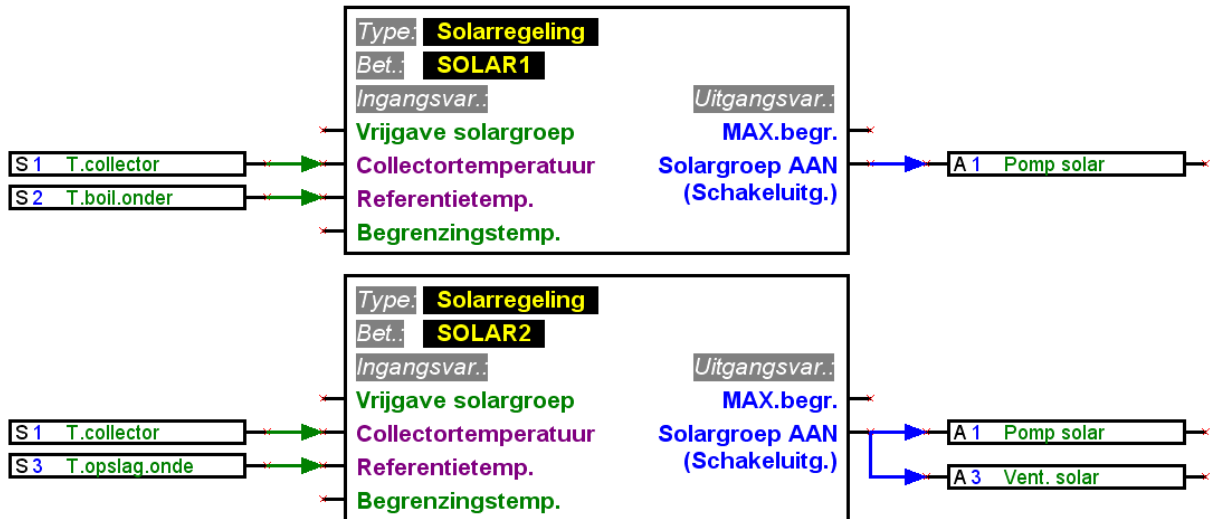 Type: Solarregeling
Bet.: SOLAR1
Ingangsvar.: Uitgangsvar.:
Vrijgave solargroep MAX.begr.
S 1 T.collector Collectortemperatuur Solargroep AAN A 1 Pomp solar
S 2 T.boil.onder Referentietemp. (Schakeluitg.)
Begrenzingstemp.
Type: Solarregeling
Bet.: SOLAR2
Ingangsvar.: Uitgangsvar.:
Vrijgave solargroep MAX.begr.
S 1 T.collector Collectortemperatuur Solargroep AAN A 1 Pomp solar
S 3 T.opslag.onde Referentietemp. (Schakeluitg.) A 3 Vent. solar
Begrenzingstemp.